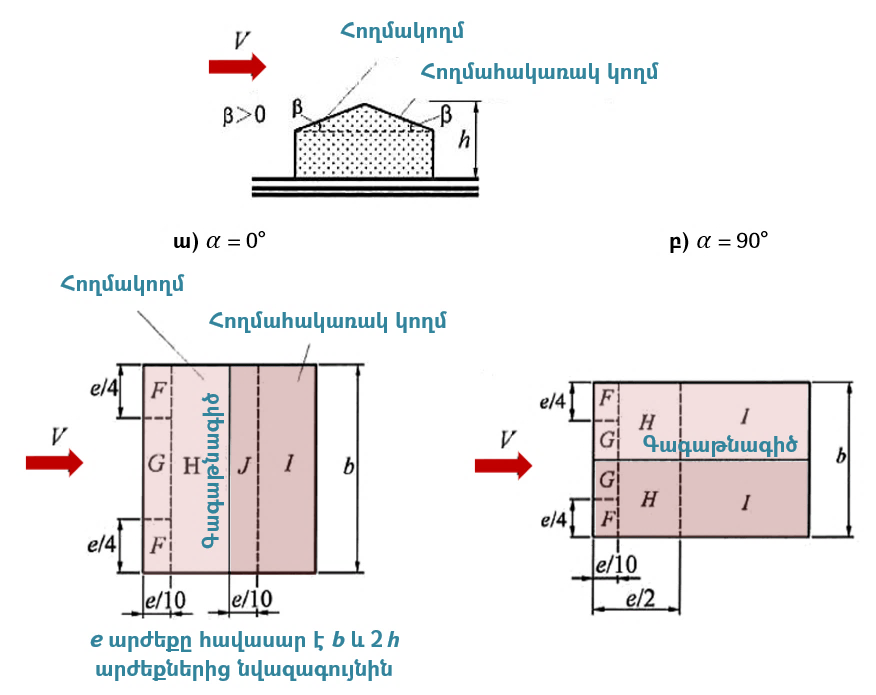 V
Հողմակողմ
Հողմահակառակ կողմ
β>0
β
β
h
ա) α = 0°
բ) α = 90°
Հողմակողմ
Հողմահակառակ կողմ
e/4
F
V
G
H
Գագաթնագիծ
J
I
b
e/4
F
e/10
e/10
e արժեքը հավասար է b և 2h
արժեքներից նվազագույնին
e/4
F
H
I
G
Գագաթնագիծ
V
b
G
H
I
e/4
F
e/10
e/2